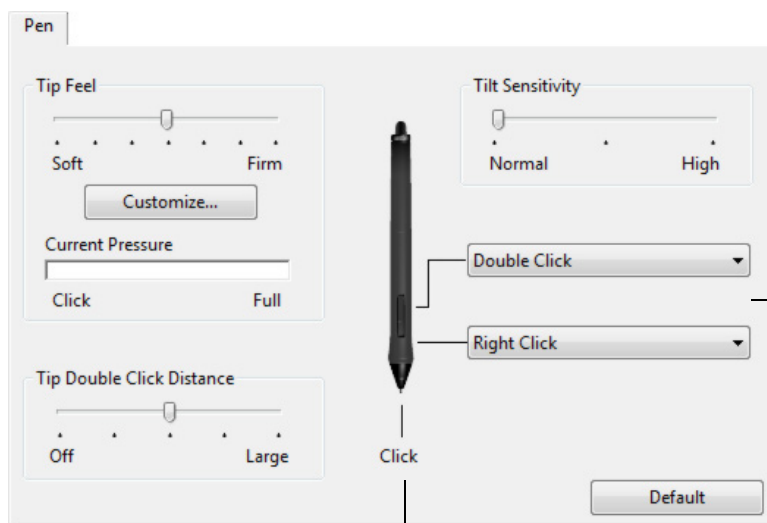 Pen
Tip Feel
Soft Firm
Customize...
Current Pressure
Click Full
Tip Double Click Distance
Off Large
Click
Tilt Sensitivity
Normal High
Double Click
Right Click
Default